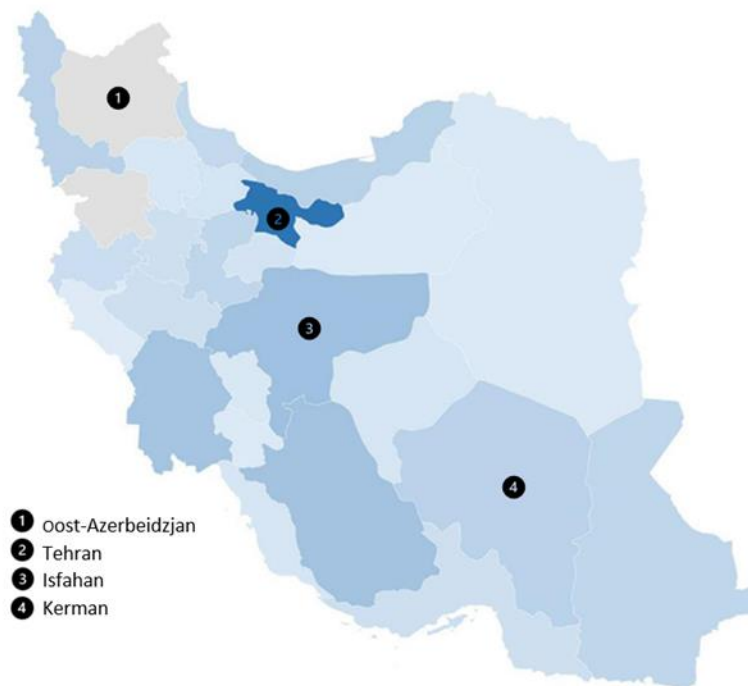 1
2
3
4
1 Oost-Azerbeidzjan
2 Tehran
3 Isfahan
4 Kerman